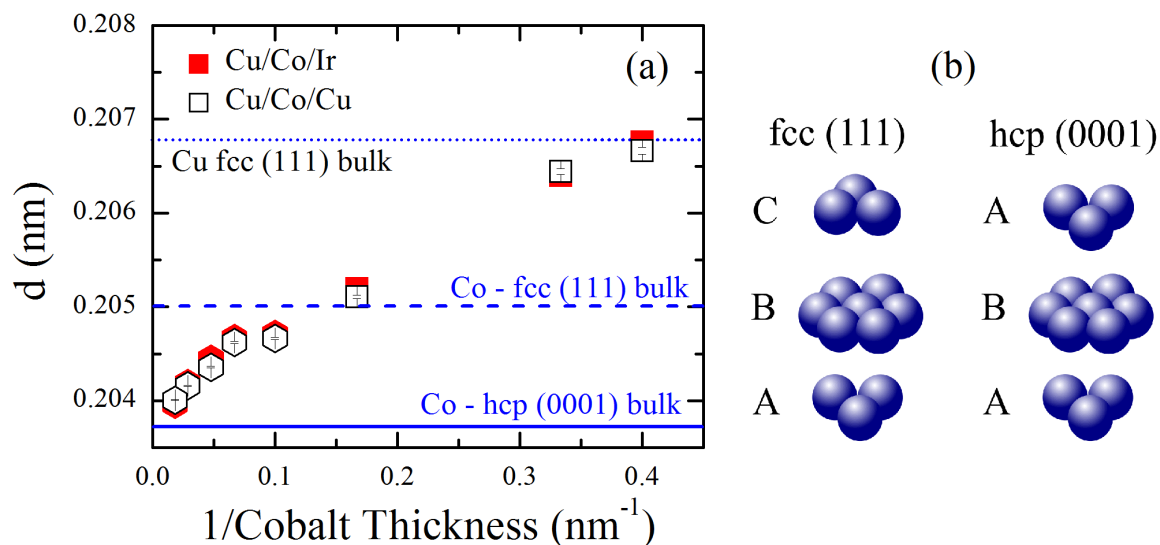 0.208
0.207
0.206
0.205
0.204
d (nm)
Cu/Co/Ir
Cu/Co/Cu
(a)
Cu fcc (111) bulk
Co - fcc (111) bulk
Co - hcp (0001) bulk
0.0 0.1 0.2 0.3 0.4
1/Cobalt Thickness (nm⁻¹)
(b)
fcc (111) hcp (0001)
C A
B B
A A